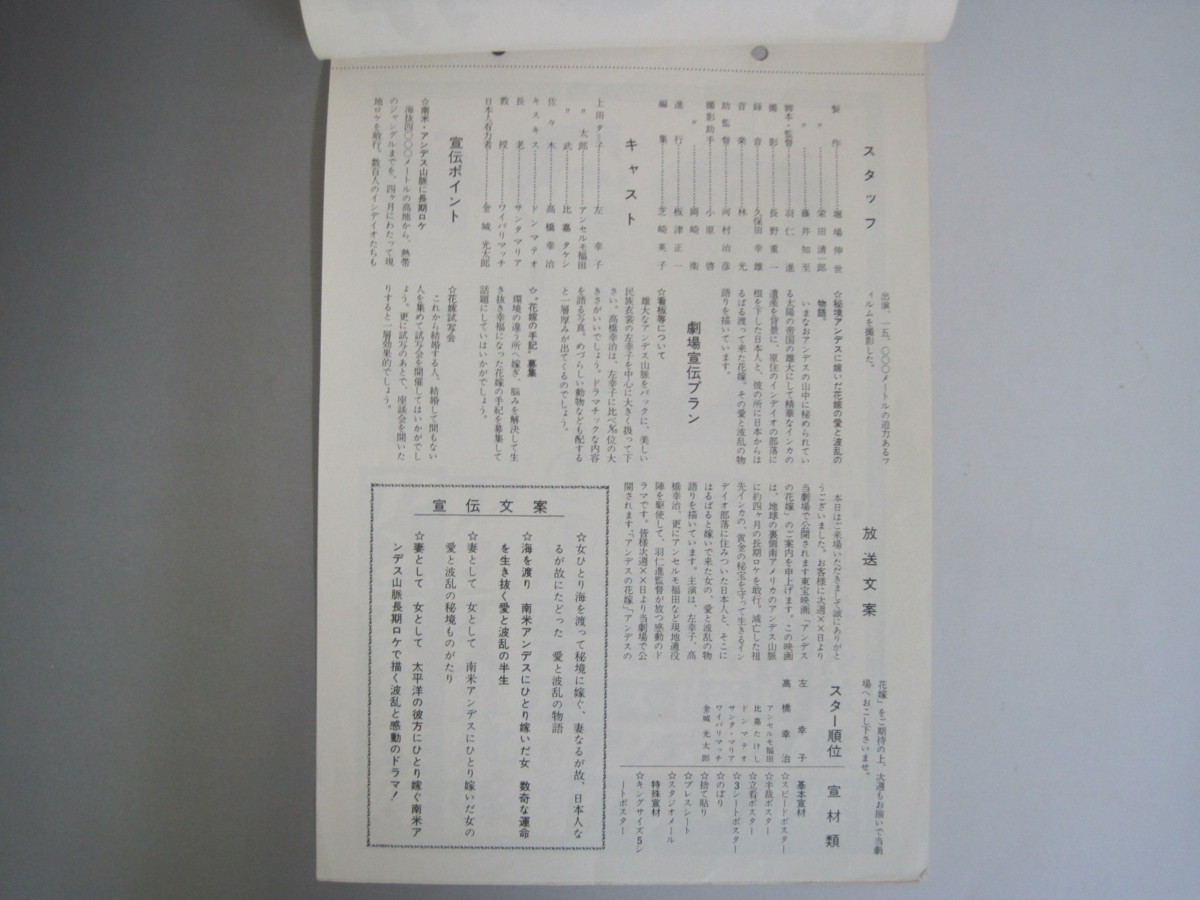 スタッフ
製作………堀場伸世
〃………栄田清一郎
〃………藤井知至
脚本・監督………羽仁進
撮影………長野重一
録音………久保田幸雄
音楽………林光
助監督………河村治彦
撮影助手………小原啓
〃………岡崎衛
進行………板津正一
編集………芝崎英子
キャスト
上田タミ子………左幸子
〃太郎………アンセルモ福田
〃武………比嘉タケシ
佐々木………高橋幸治
キスキス………ドンマテオ
長老………サンタマリア
教授………ワイパリマッチ
日本人の有力者………金城光太郎
宣伝ポイント
☆南米・アンデス山脈に長期ロケ
海抜四〇〇〇メートルの高地から、熱帯
のジャングルまでを、四ヶ月にわたって現
地ロケを敢行。数百人のインデイオたちも
出演、一五、〇〇〇メートルの迫力あるフ
ィルムを撮影した。
☆秘境アンデスに嫁いだ花嫁の愛と波乱の
物語。
いまなおアンデスの山中に秘められてい
る太陽の帝国の雄大にして精華なインカの
遺産を背景に、原住のインデイオの部落に
根を下した日本人と、彼の所に日本からは
るばる渡って来た花嫁。その愛と波乱の物
語りを描いています。
劇場宣伝プラン
☆看板等について
雄大なアンデス山脈をバックに、美しい
民族衣裳の左幸子を中心に大きく扱って下
さい。高橋幸治は、左幸子に比べ⅔位の大
きさがいいでしょう。ドラマチックな内容
を語る写真。めづらしい動物なども配する
と一層厚みが出てくるのでしょう。
☆“花嫁の手記”募集
環境の違う所へ嫁ぎ、悩みを解決して生
き抜き幸福になった花嫁の手記を募集して
話題にしてはいかがでしょう。
☆花嫁試写会
これから結婚する人。結婚して間もない
人を集めて試写会を開催してはいかがでし
ょう。更に試写のあとで、座談会を開いた
りすると一層効果的でしょう。
放送文案
本日はご来場いただきまして誠にありがと
うございました。お客様に次週××日より
当劇場で公開されます東宝映画「アンデス
の花嫁」のご案内を申上げます。この映画
は、地球の裏側南アメリカのアンデス山脈
に約四ヶ月の長期ロケを敢行。滅亡した祖
先インカの、黄金の秘宝を守って生きるイン
デイオ部落に住みついた日本人と、そこに
はるばると嫁いで来た女の、愛と波乱の物
語りを描いています。主演は、左幸子、高
橋幸治、更にアンセルモ福田など現地適役
陣を駆使して、羽仁進監督が放つ感動のド
ラマです。皆様次週××日より当劇場で公
開されます、「アンデスの花嫁」「アンデスの
花嫁」をご期待の上、次週もお揃いで当劇
場へおこし下さいませ。
スター順位
左幸子
高橋幸治
アンセルモ福田
比嘉たけし
ドンマテオ
サンタ・マリア
ワイパリマッチ
金城光太郎
宣材類
基本宣材
☆スピードポスター
☆半裁ポスター
☆立看ポスター
☆3シートポスター
☆のぼり
☆捨て貼り
☆プレスシート
☆スタジオメール
特殊宣材
☆キングサイズ5シ
ートポスター
宣伝文案
☆女ひとり海を渡って秘境に嫁ぐ、妻なるが故、日本人な
るが故にたどった　愛と波乱の物語
☆海を渡り　南米アンデスにひとり嫁いだ女　数奇な運命
を生き抜く愛と波乱の半生
☆妻として　女として　南米アンデスにひとり嫁いだ女の
愛と波乱の秘境ものがたり
☆妻として　女として　太平洋の彼方にひとり嫁ぐ南米ア
ンデス山脈長期ロケで描く波乱と感動のドラマ！